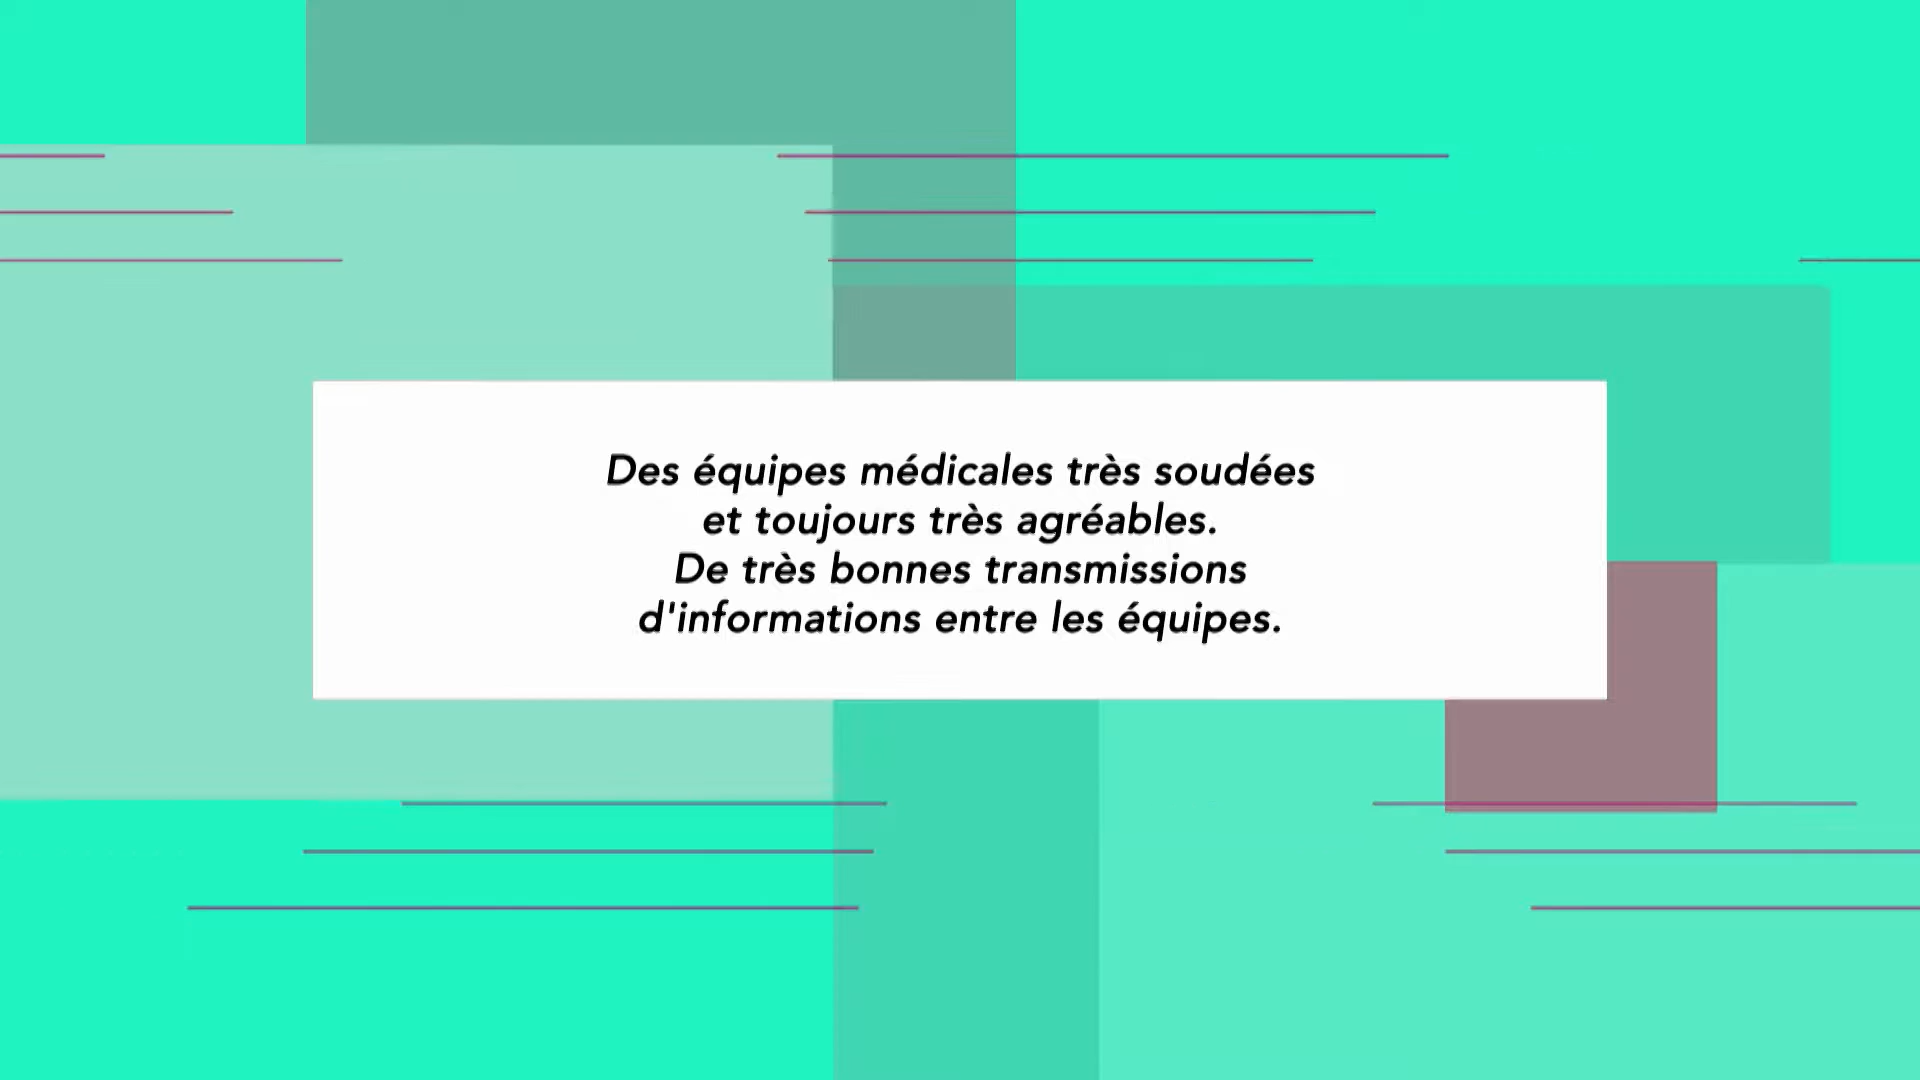 Des équipes médicales très soudées
et toujours très agréables.
De très bonnes transmissions
d'informations entre les équipes.